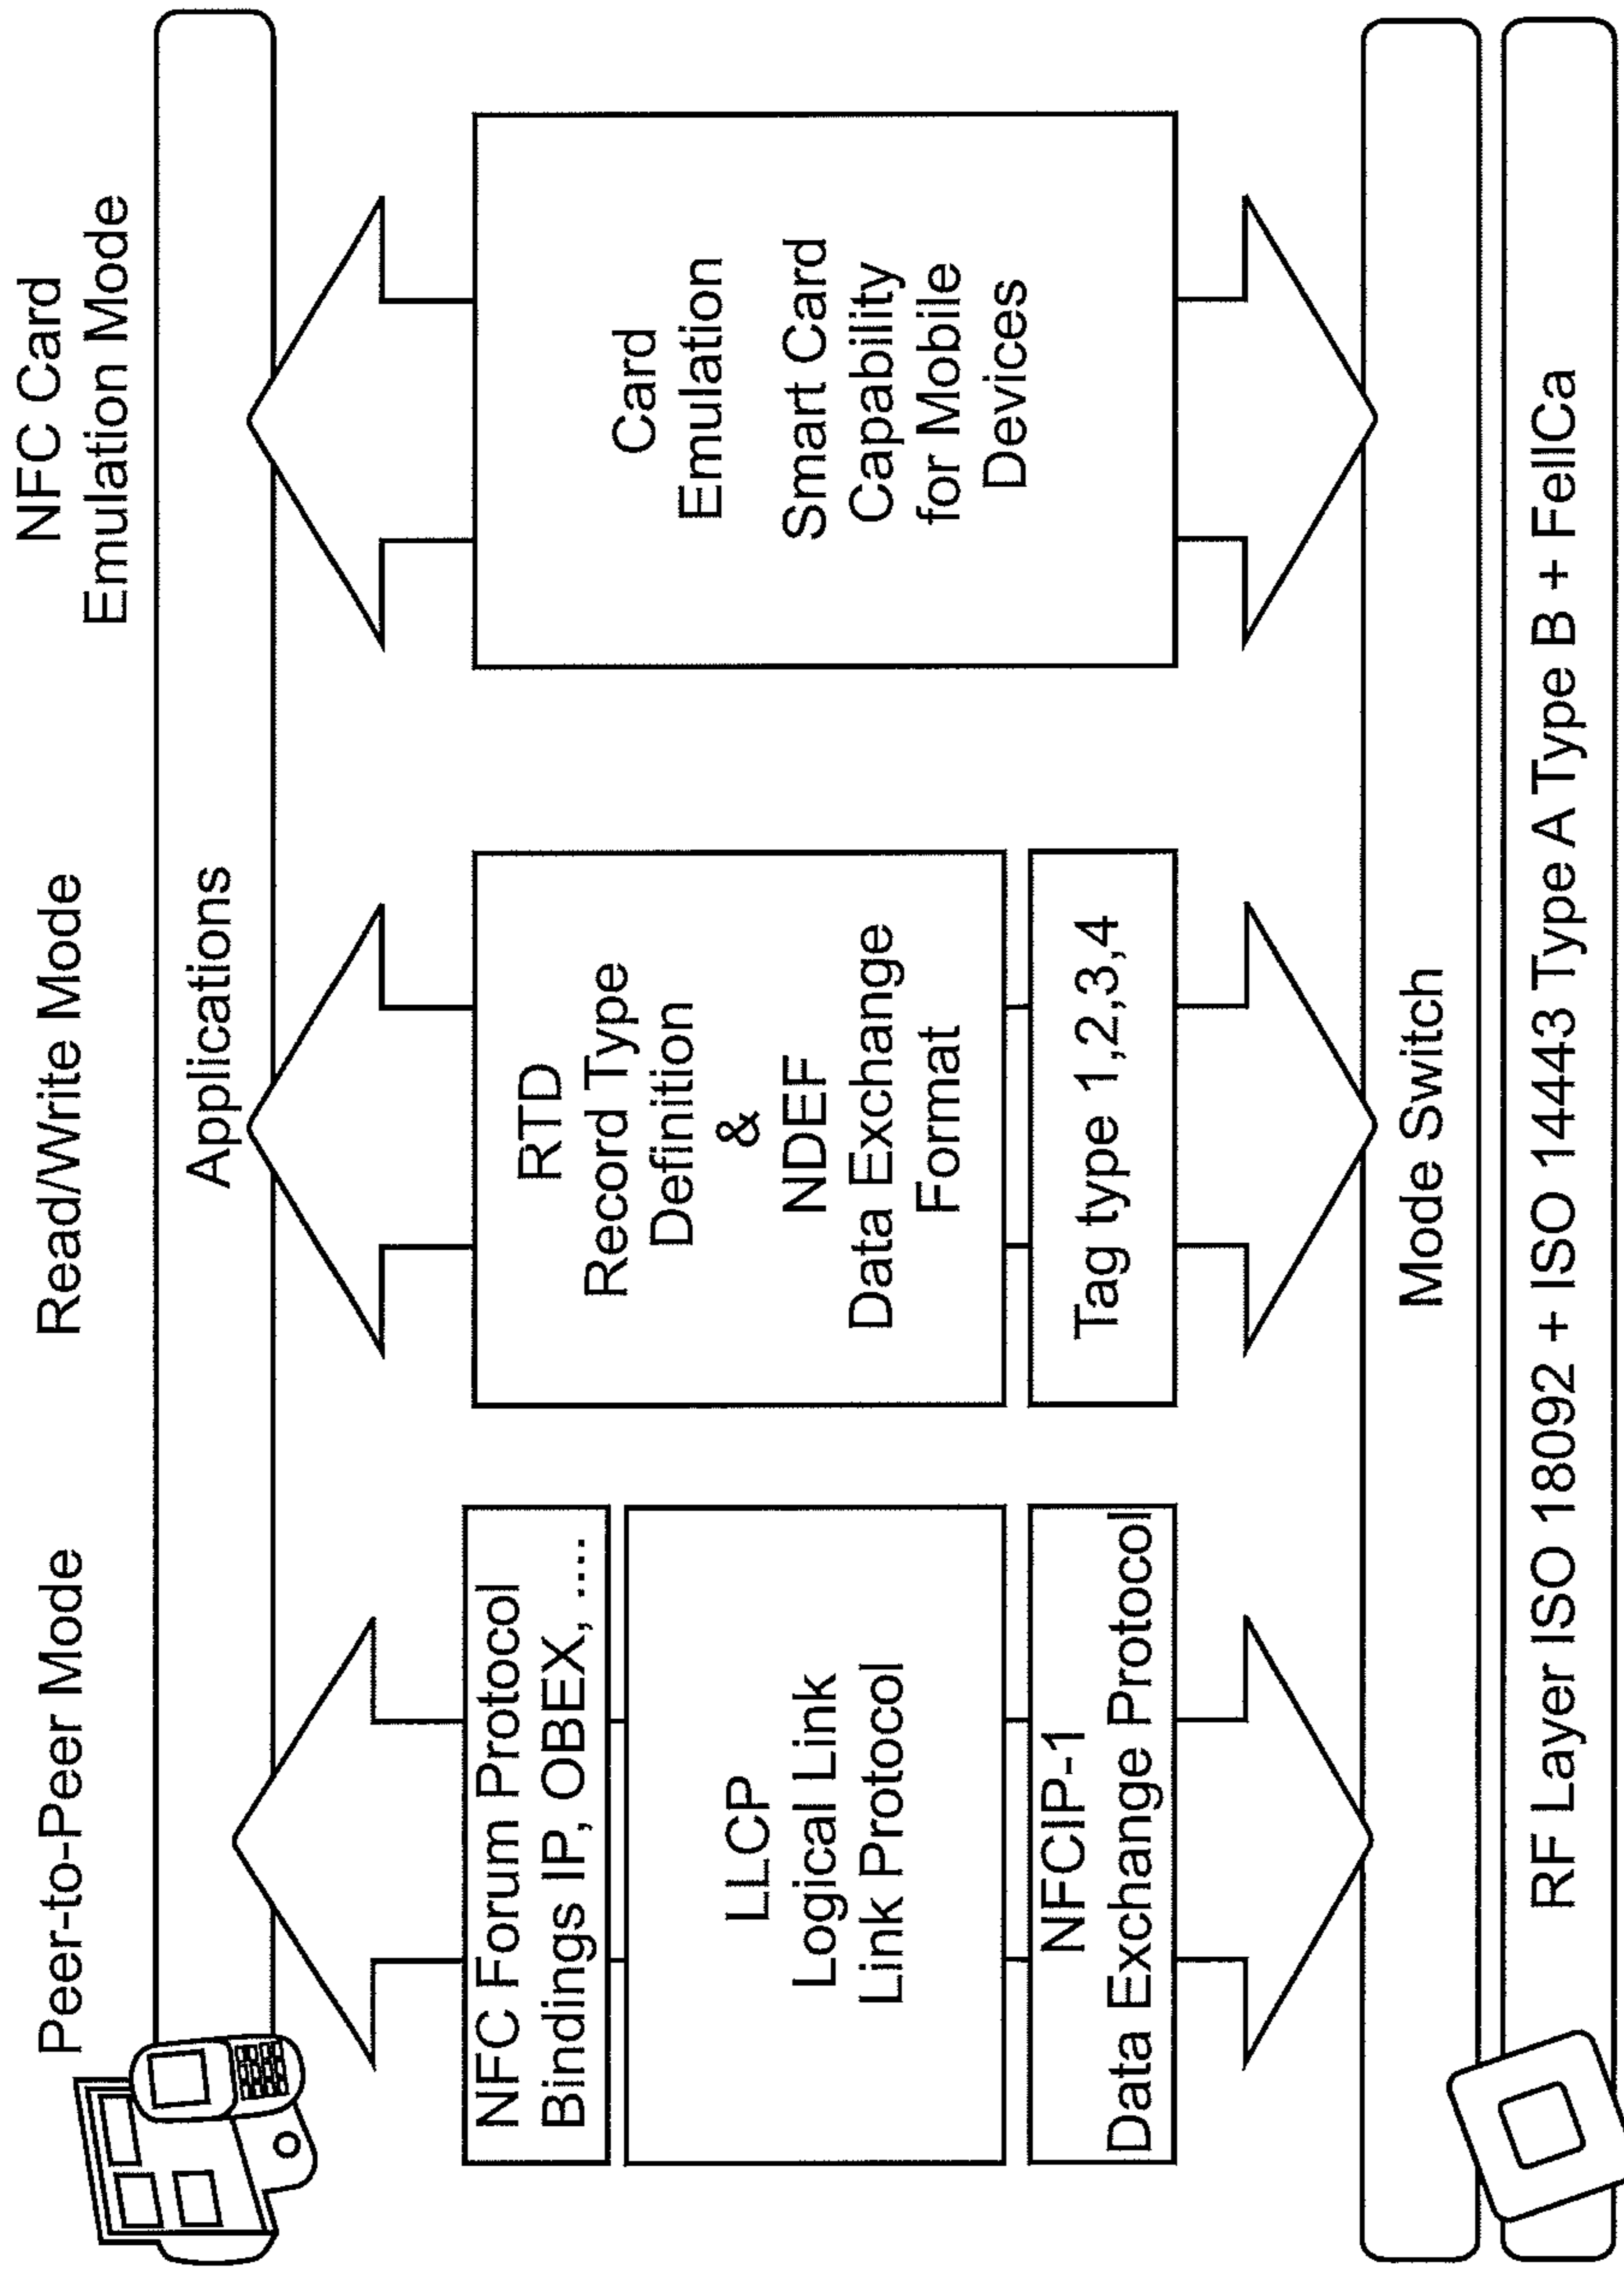 Peer-to-Peer Mode
Read/Write Mode
NFC Card
Emulation Mode
Applications
NFC Forum Protocol
Bindings IP, OBEX, ....
LLCP
Logical Link
Link Protocol
NFCIP-1
Data Exchange Protocol
RTD
Record Type
Definition
&
NDEF
Data Exchange
Format
Tag type 1,2,3,4
Card
Emulation
Smart Card
Capability
for Mobile
Devices
Mode Switch
RF Layer ISO 18092 + ISO 14443 Type A Type B + FellCa